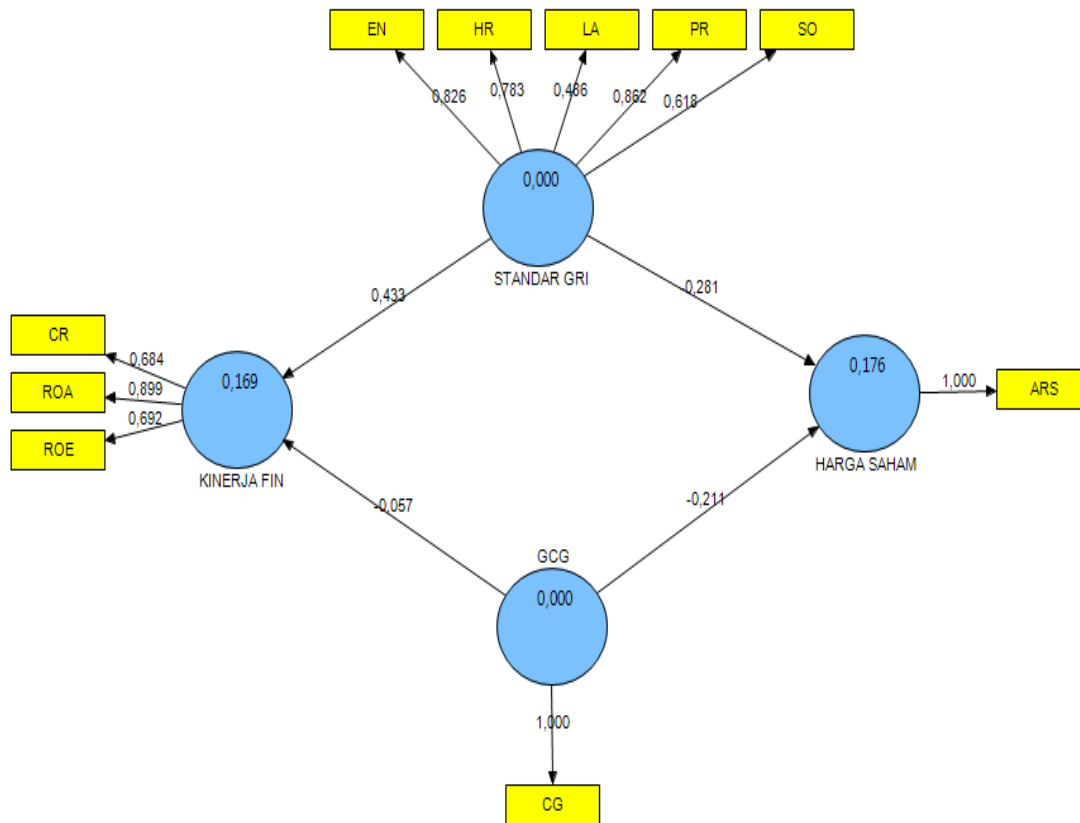 EN
HR
LA
PR
SO
0,826
0,783
0,862
0,618
0,000
STANDAR GRI
0,433
-0,281
CR
ROA
ROE
0,684
0,899
0,692
0,169
KINERJA FIN
0,176
HARGA SAHAM
1,000
ARS
-0,057
-0,211
GCG
0,000
1,000
CG